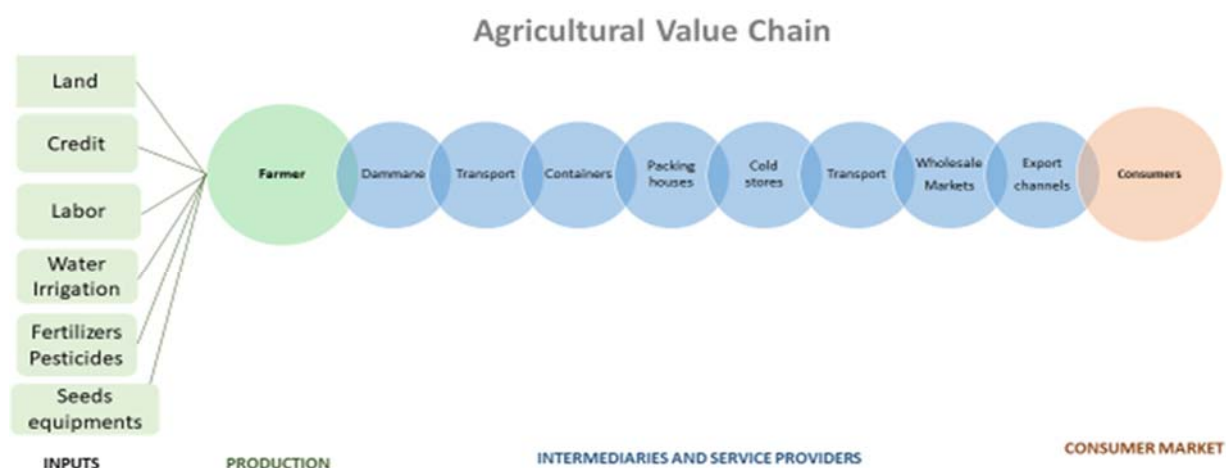 Agricultural Value Chain
Land
Credit
Labor
Water
Irrigation
Fertilizers
Pesticides
Seeds
equipments
Farmer
Dammane
Transport
Containers
Packing
houses
Cold
stores
Transport
Wholesale
Markets
Export
channels
Consumers
INPUTS
PRODUCTION
INTERMEDIARIES AND SERVICE PROVIDERS
CONSUMER MARKET